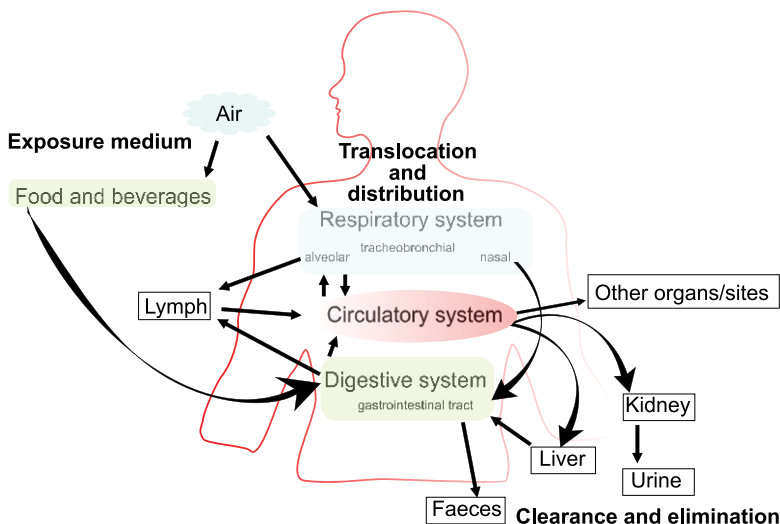 Air
Exposure medium
Translocation
and
distribution
Food and beverages
Respiratory system
tracheobronchial
alveolar
nasal
Lymph
Circulatory system
Other organs/sites
Digestive system
gastrointestinal tract
Kidney
Liver
Urine
Faeces
Clearance and elimination